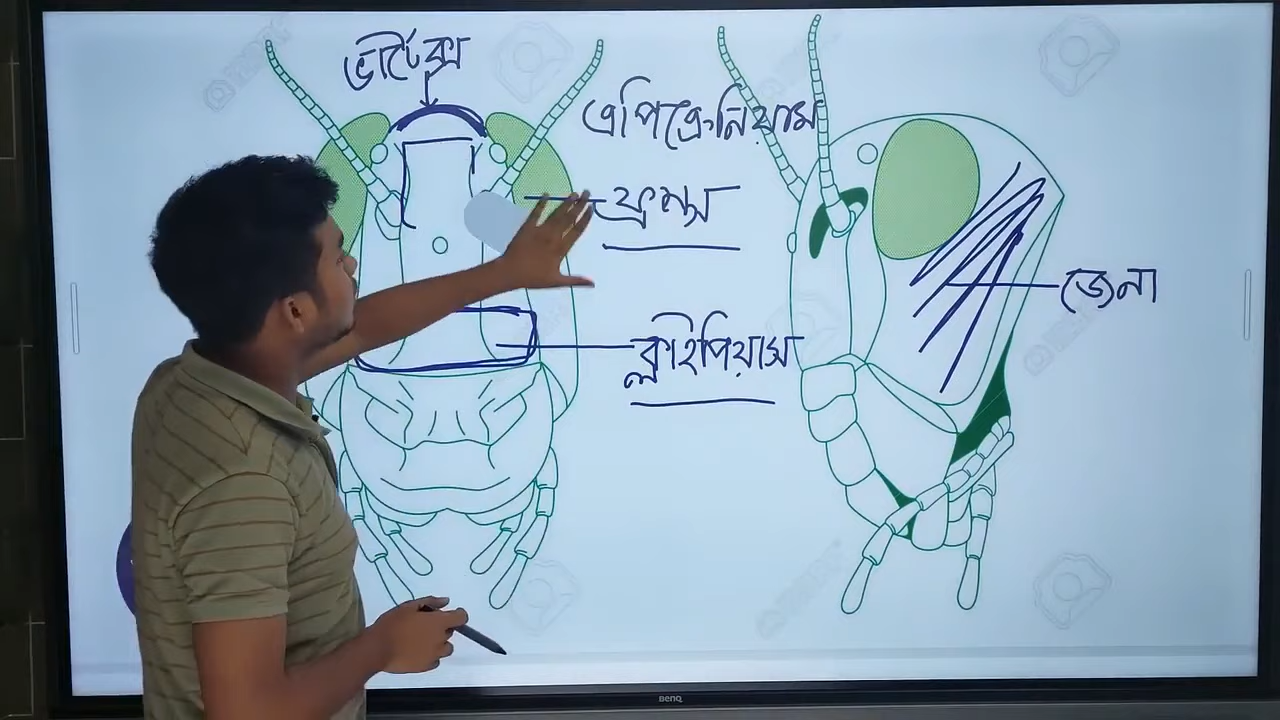 ভার্টেক্স
এপিক্রেনিয়াম
ফ্রন্স
জেনা
ক্লাইপিয়াস
BenQ